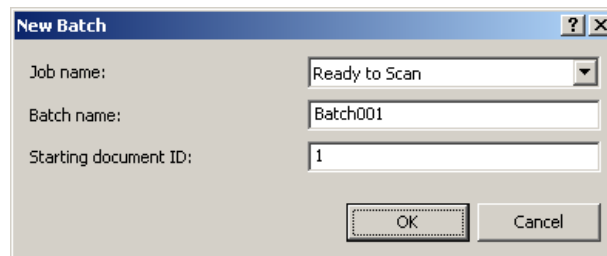 New Batch
Job name: Ready to Scan
Batch name: Batch001
Starting document ID: 1
OK Cancel